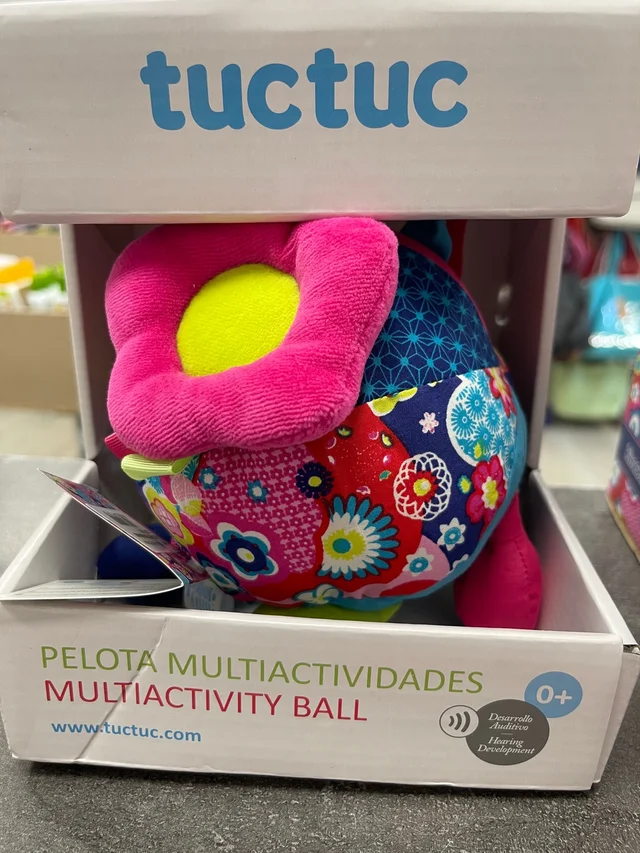 tuctuc
PELOTA MULTIACTIVIDADES
MULTIACTIVITY BALL
www.tuctuc.com
0+
Desarrollo
Auditivo
Hearing
Development